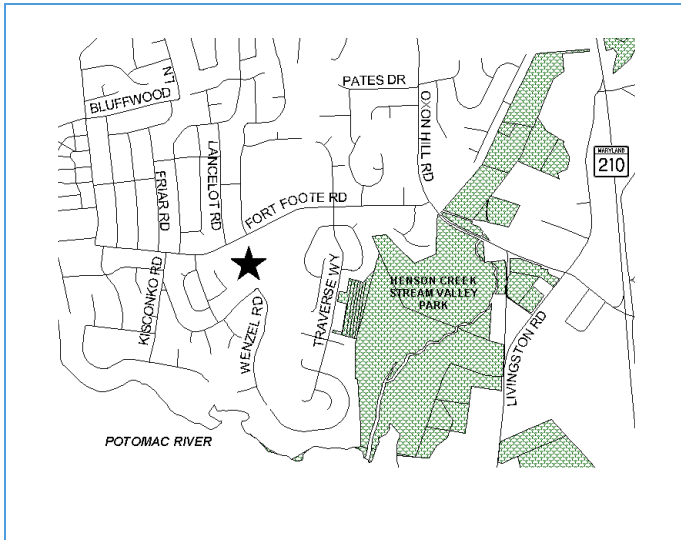 PATES DR
BLUFFWOOD
LN
OXON HILL RD
MARYLAND
210
LANCELOT RD
FRIAR RD
FORT FOOTE RD
KISCONKO RD
WENZEL RD
TRAVERSE WY
HENSON CREEK
STREAM VALLEY
PARK
LIVINGSTON RD
POTOMAC RIVER